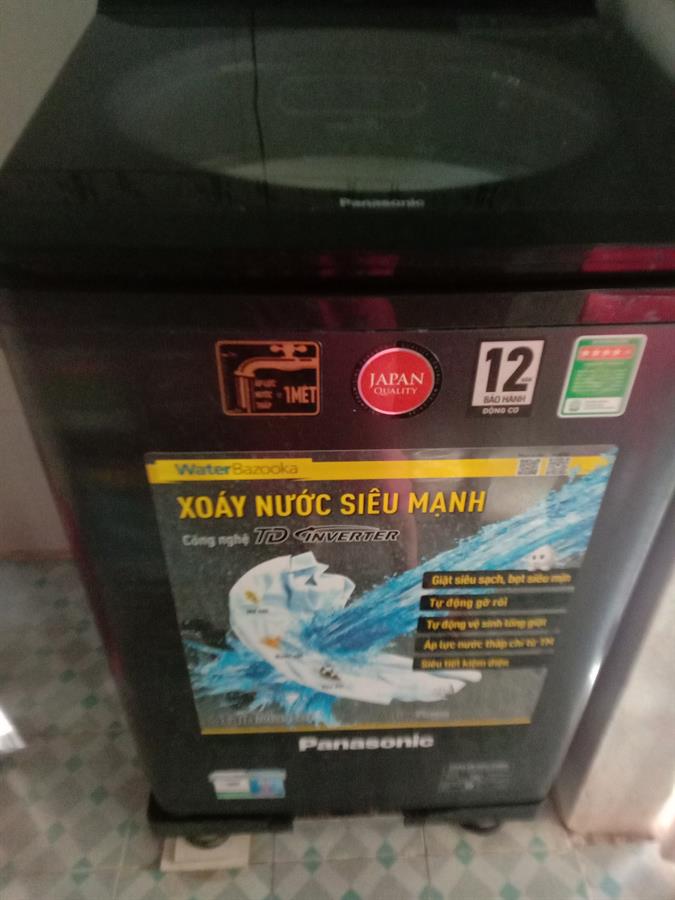 Panasonic
ÁP LỰC
NƯỚC
THẤP
1 MÉT
JAPAN
QUALITY
12 NĂM
BẢO HÀNH
ĐỘNG CƠ
WaterBazooka
XOÁY NƯỚC SIÊU MẠNH
Công nghệ TD INVERTER
Giặt siêu sạch, bọt siêu mịn
Tự động gỡ rối
Tự động vệ sinh lồng giặt
Áp lực nước thấp chỉ từ 1M
Siêu tiết kiệm điện
Panasonic